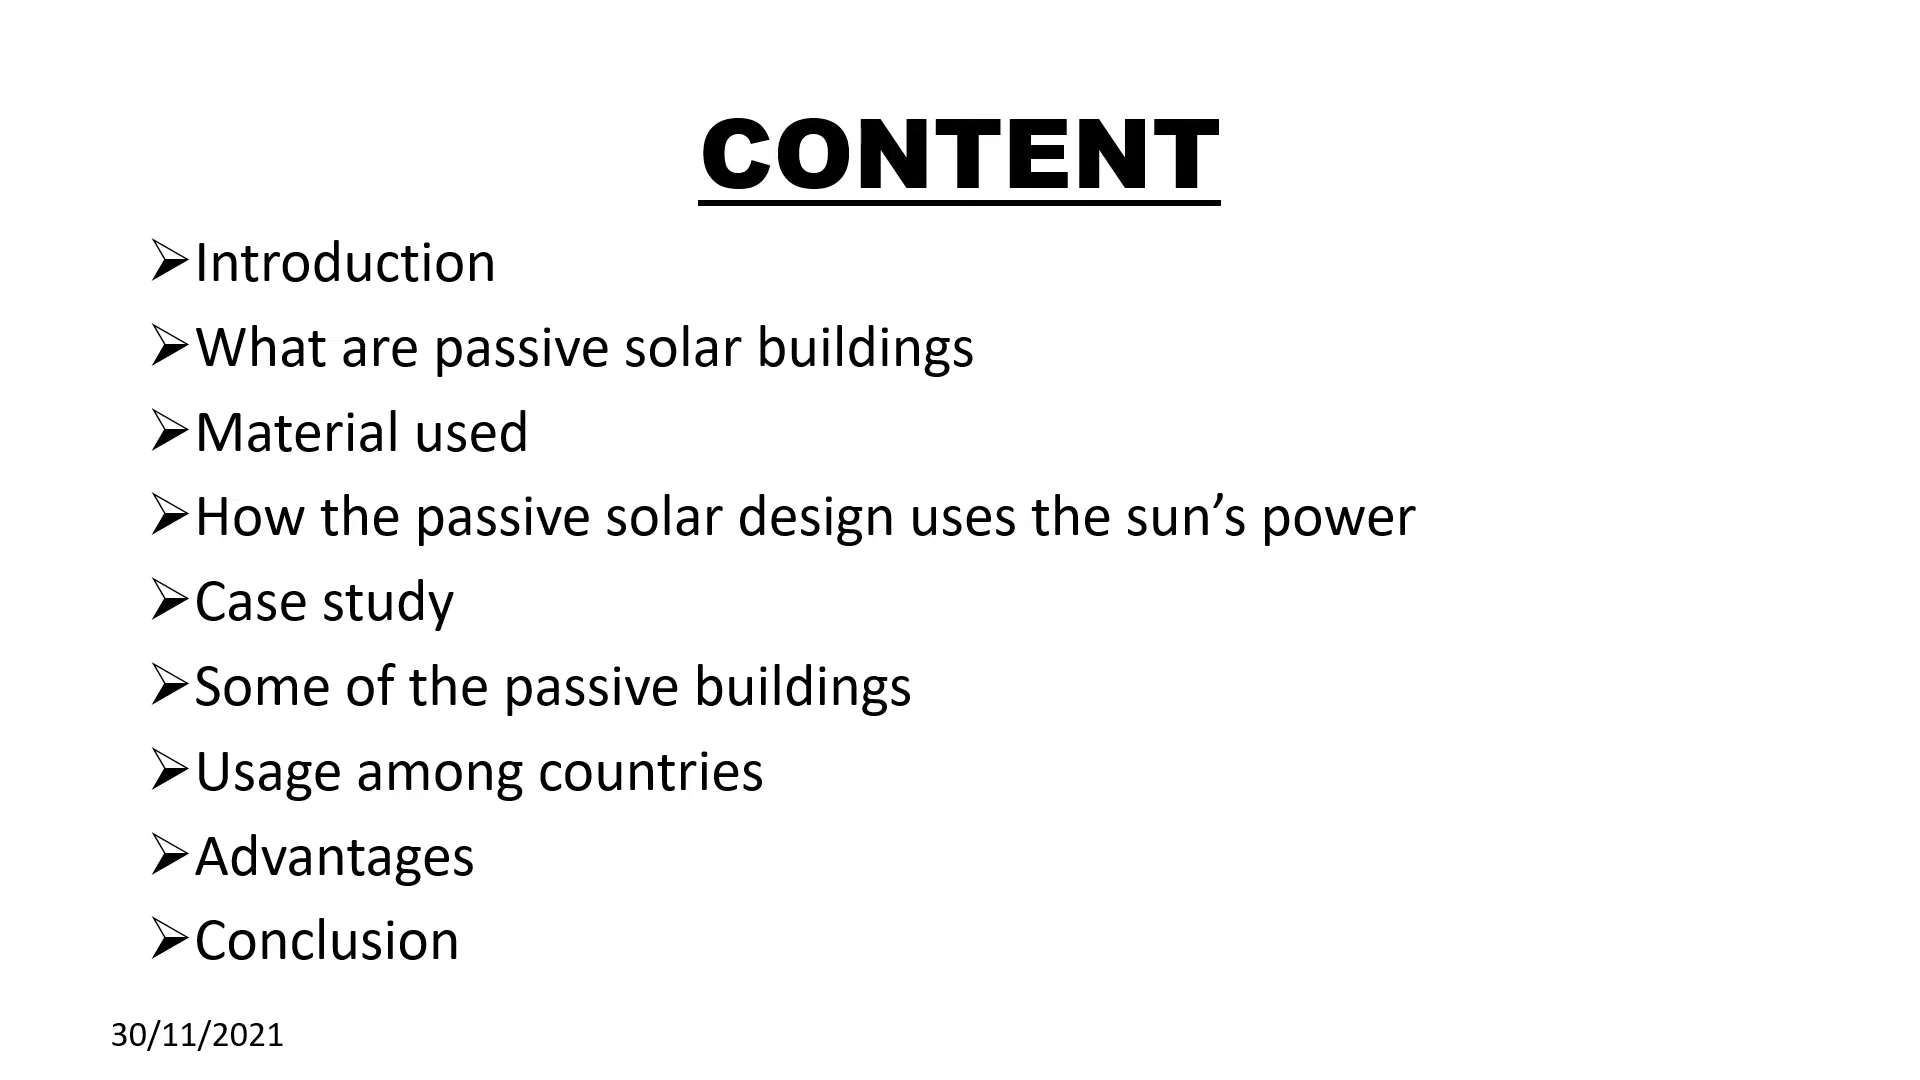 CONTENT
➢Introduction
➢What are passive solar buildings
➢Material used
➢How the passive solar design uses the sun’s power
➢Case study
➢Some of the passive buildings
➢Usage among countries
➢Advantages
➢Conclusion
30/11/2021